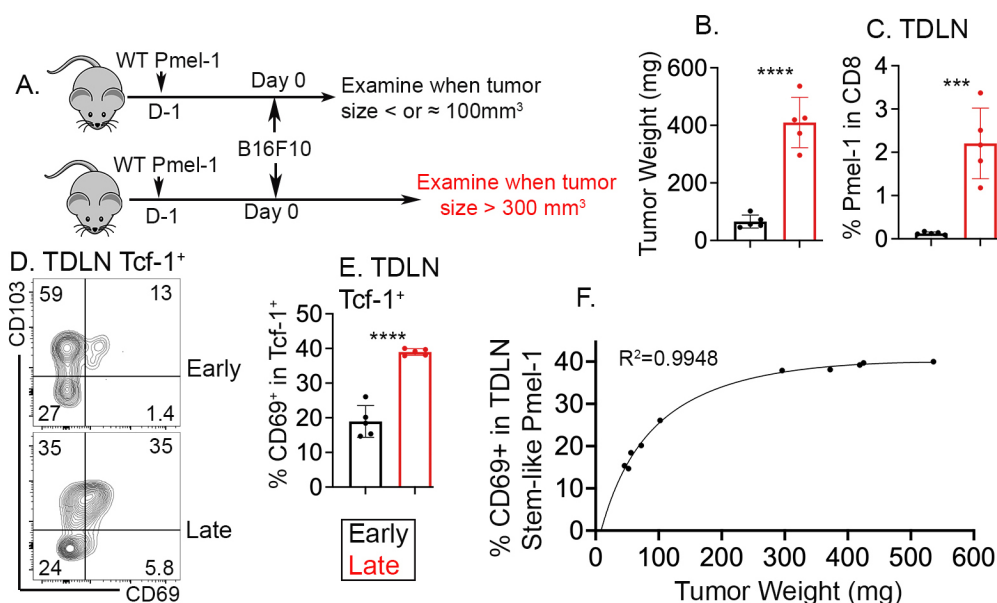 A.
WT Pmel-1
D-1
Day 0
Examine when tumor
size < or ≈ 100mm³
B16F10
WT Pmel-1
D-1
Day 0
Examine when tumor
size > 300 mm³
B.
Tumor Weight (mg)
600
400
200
0
****
C. TDLN
% Pmel-1 in CD8
4
3
2
1
0
***
D. TDLN Tcf-1⁺
CD103
59
13
27
1.4
Early
35
35
24
5.8
Late
CD69
E. TDLN
Tcf-1⁺
% CD69⁺ in Tcf-1⁺
50
40
30
20
10
0
****
Early
Late
F.
R²=0.9948
% CD69+ in TDLN
Stem-like Pmel-1
40
30
20
10
0
0
100
200
300
400
500
600
Tumor Weight (mg)